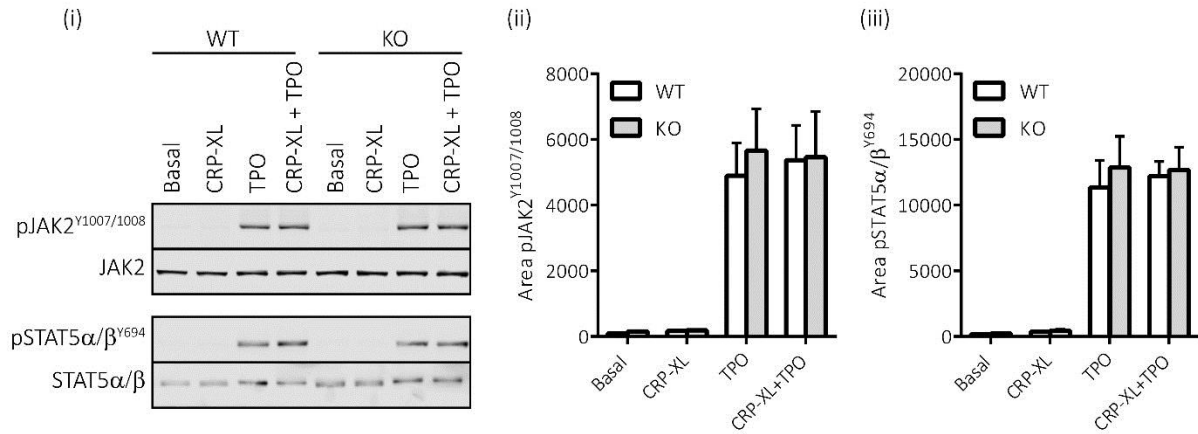 (i)
WT KO
Basal
CRP-XL
TPO
CRP-XL + TPO
Basal
CRP-XL
TPO
CRP-XL + TPO
pJAK2Y1007/1008
JAK2
pSTAT5α/βY694
STAT5α/β
(ii)
Area pJAK2Y1007/1008
8000
6000
4000
2000
0
WT
KO
Basal
CRP-XL
TPO
CRP-XL+TPO
(iii)
Area pSTAT5α/βY694
20000
15000
10000
5000
0
WT
KO
Basal
CRP-XL
TPO
CRP-XL+TPO